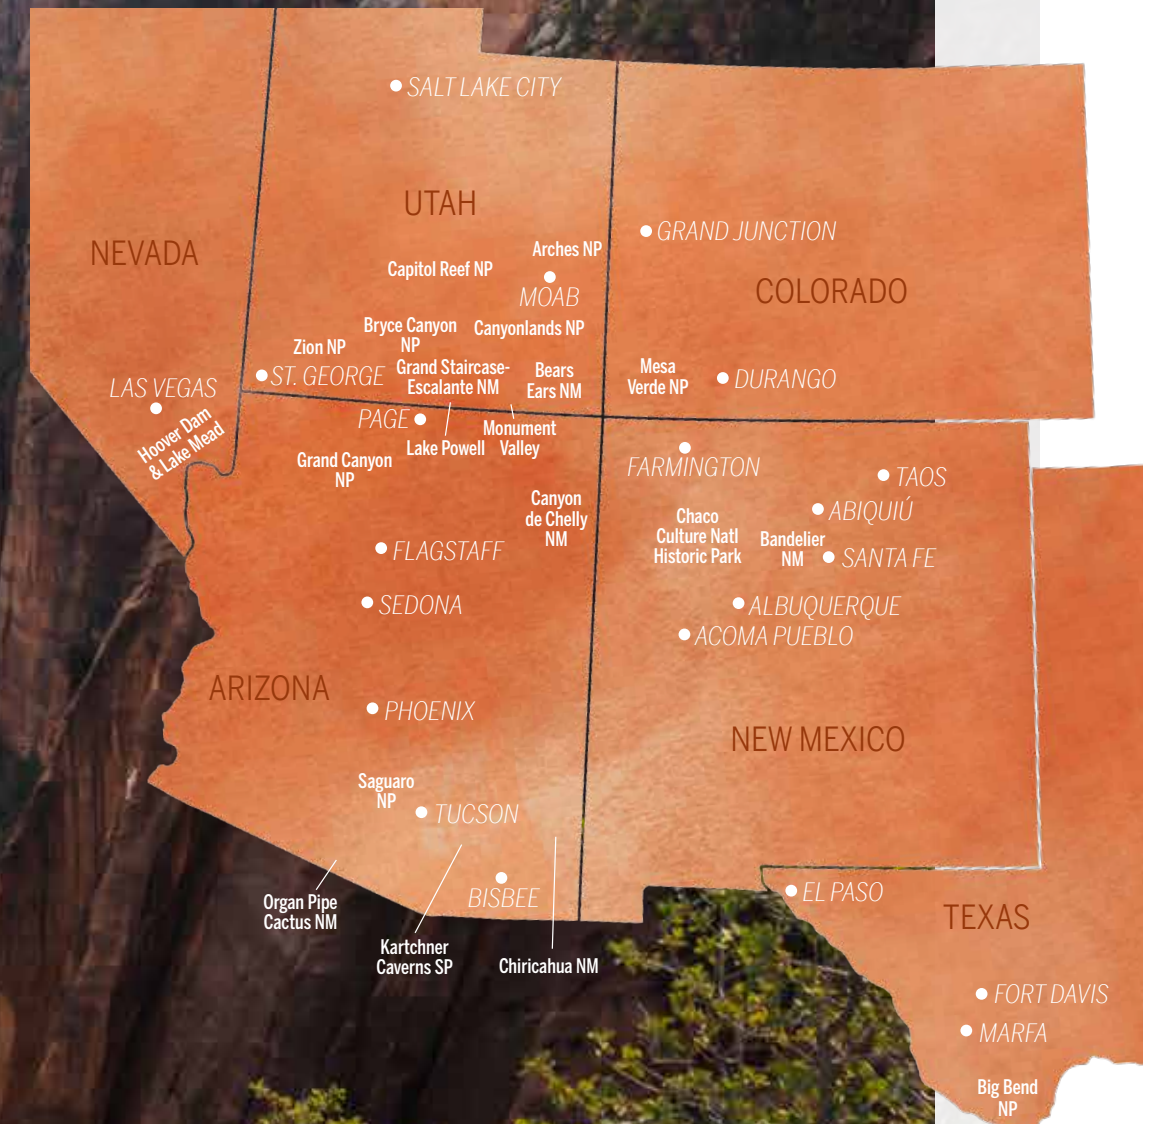 SALT LAKE CITY
UTAH
NEVADA
GRAND JUNCTION
Arches NP
Capitol Reef NP
MOAB
COLORADO
Bryce Canyon
NP
Canyonlands NP
Zion NP
ST. GEORGE
Grand Staircase-
Escalante NM
Bears
Ears NM
Mesa
Verde NP
DURANGO
LAS VEGAS
Hoover Dam
& Lake Mead
PAGE
Lake Powell
Monument
Valley
Grand Canyon
NP
FARMINGTON
TAOS
Canyon
de Chelly
NM
Chaco
Culture Natl
Historic Park
ABIQUIÚ
Bandelier
NM
SANTA FE
FLAGSTAFF
SEDONA
ALBUQUERQUE
ACOMA PUEBLO
ARIZONA
PHOENIX
NEW MEXICO
Saguaro
NP
TUCSON
BISBEE
EL PASO
Organ Pipe
Cactus NM
TEXAS
Kartchner
Caverns SP
Chiricahua NM
FORT DAVIS
MARFA
Big Bend
NP